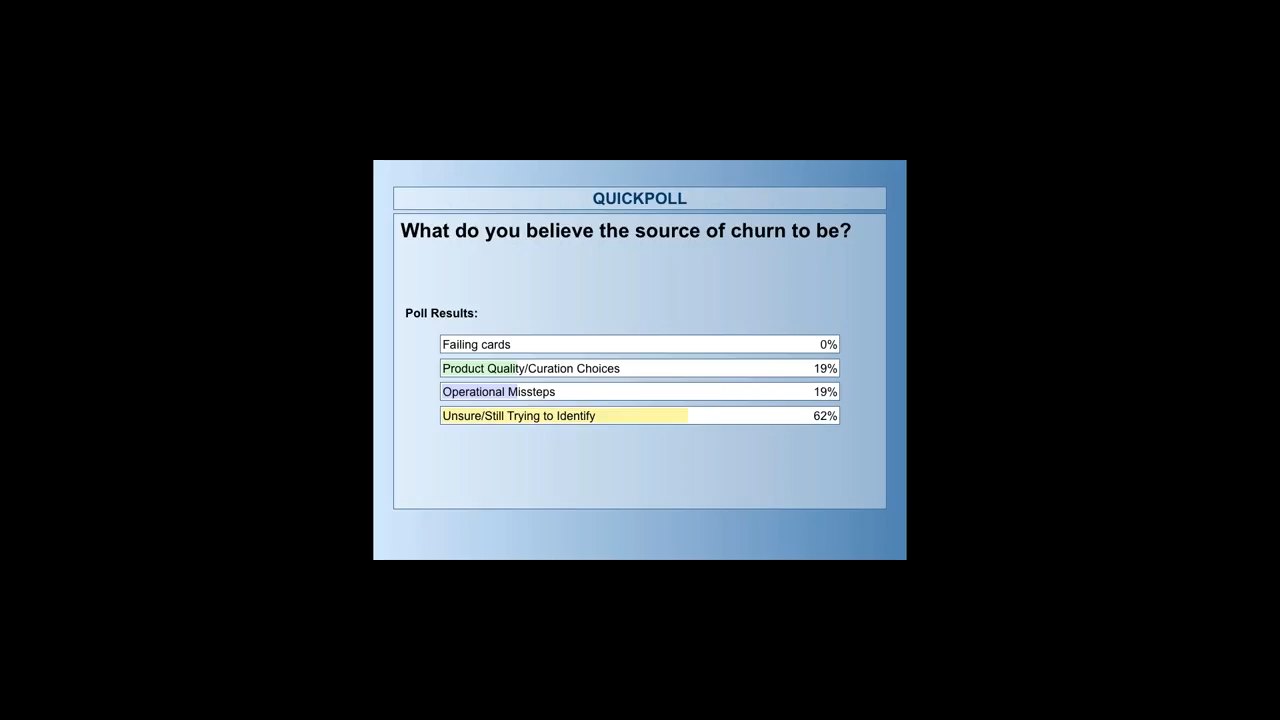 QUICKPOLL
What do you believe the source of churn to be?
Poll Results:
Failing cards 0%
Product Quality/Curation Choices 19%
Operational Missteps 19%
Unsure/Still Trying to Identify 62%